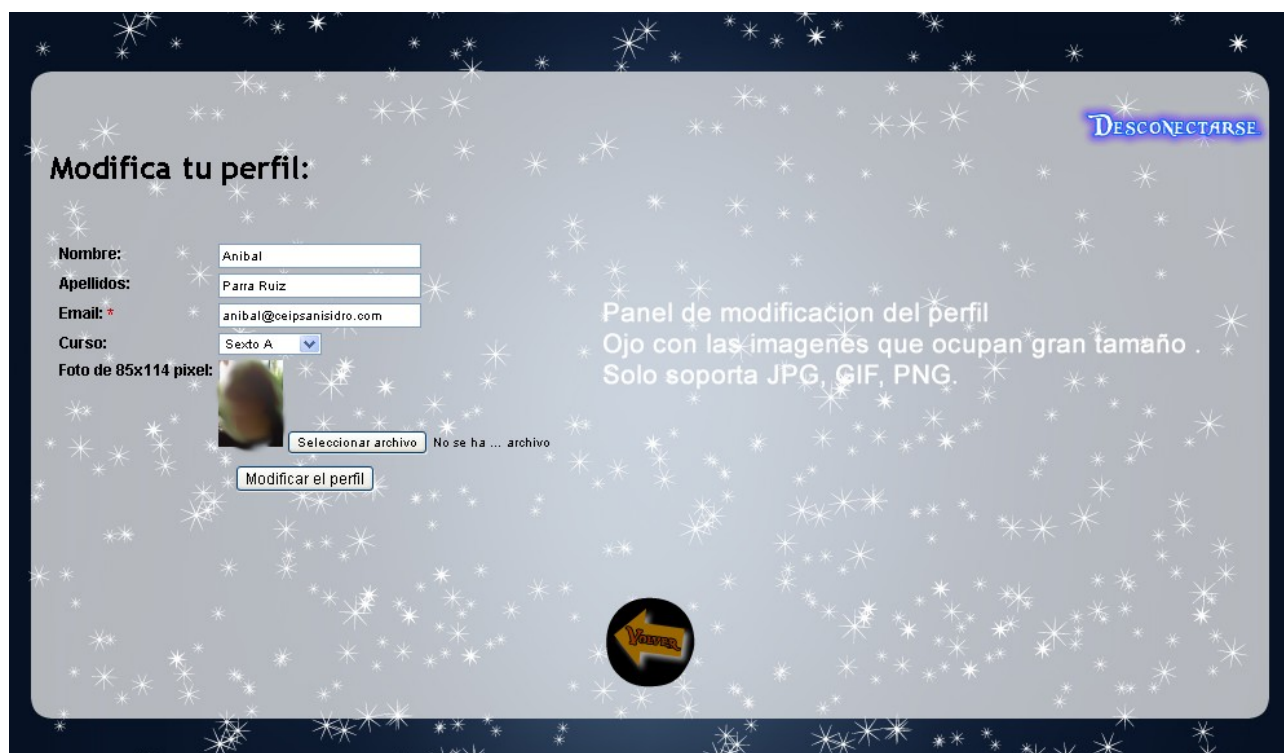 Desconectarse
Modifica tu perfil:
Nombre: Anibal
Apellidos: Parra Ruiz
Email: * anibal@ceipsanisidro.com
Curso: Sexto A
Foto de 85x114 pixel:
Seleccionar archivo No se ha ... archivo
Modificar el perfil
Panel de modificacion del perfil
Ojo con las imagenes que ocupan gran tamaño .
Solo soporta JPG, GIF, PNG.
Volver